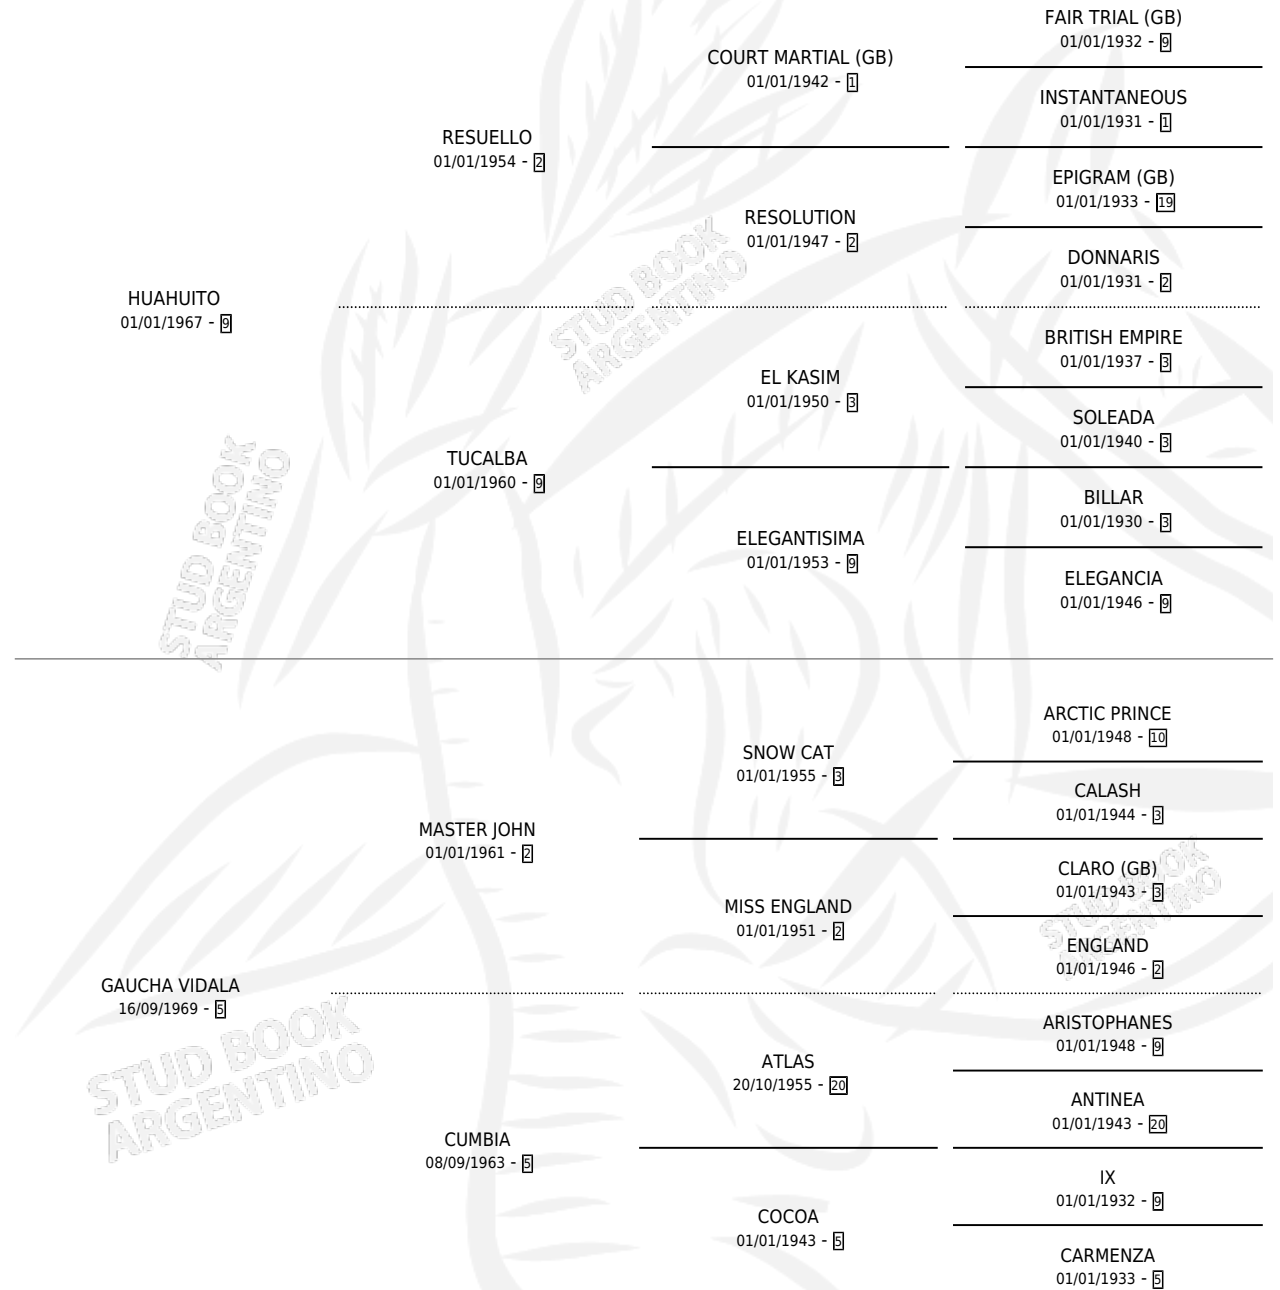 FAIR TRIAL (GB)
01/01/1932 - 9
COURT MARTIAL (GB)
01/01/1942 - 1
INSTANTANEOUS
01/01/1931 - 1
RESUELLO
01/01/1954 - 2
EPIGRAM (GB)
01/01/1933 - 19
RESOLUTION
01/01/1947 - 2
DONNARIS
01/01/1931 - 2
HUAHUITO
01/01/1967 - 9
BRITISH EMPIRE
01/01/1937 - 3
EL KASIM
01/01/1950 - 3
SOLEADA
01/01/1940 - 3
TUCALBA
01/01/1960 - 9
BILLAR
01/01/1930 - 3
ELEGANTISIMA
01/01/1953 - 9
ELEGANCIA
01/01/1946 - 9
ARCTIC PRINCE
01/01/1948 - 10
SNOW CAT
01/01/1955 - 3
CALASH
01/01/1944 - 3
MASTER JOHN
01/01/1961 - 2
CLARO (GB)
01/01/1943 - 3
MISS ENGLAND
01/01/1951 - 2
ENGLAND
01/01/1946 - 2
GAUCHA VIDALA
16/09/1969 - 5
ARISTOPHANES
01/01/1948 - 9
ATLAS
20/10/1955 - 20
ANTINEA
01/01/1943 - 20
CUMBIA
08/09/1963 - 5
IX
01/01/1932 - 9
COCOA
01/01/1943 - 5
CARMENZA
01/01/1933 - 5
STUD BOOK
ARGENTINO
STUD BOOK
ARGENTINO
STUD BOOK
ARGENTINO
STUD BOOK
ARGENTINO